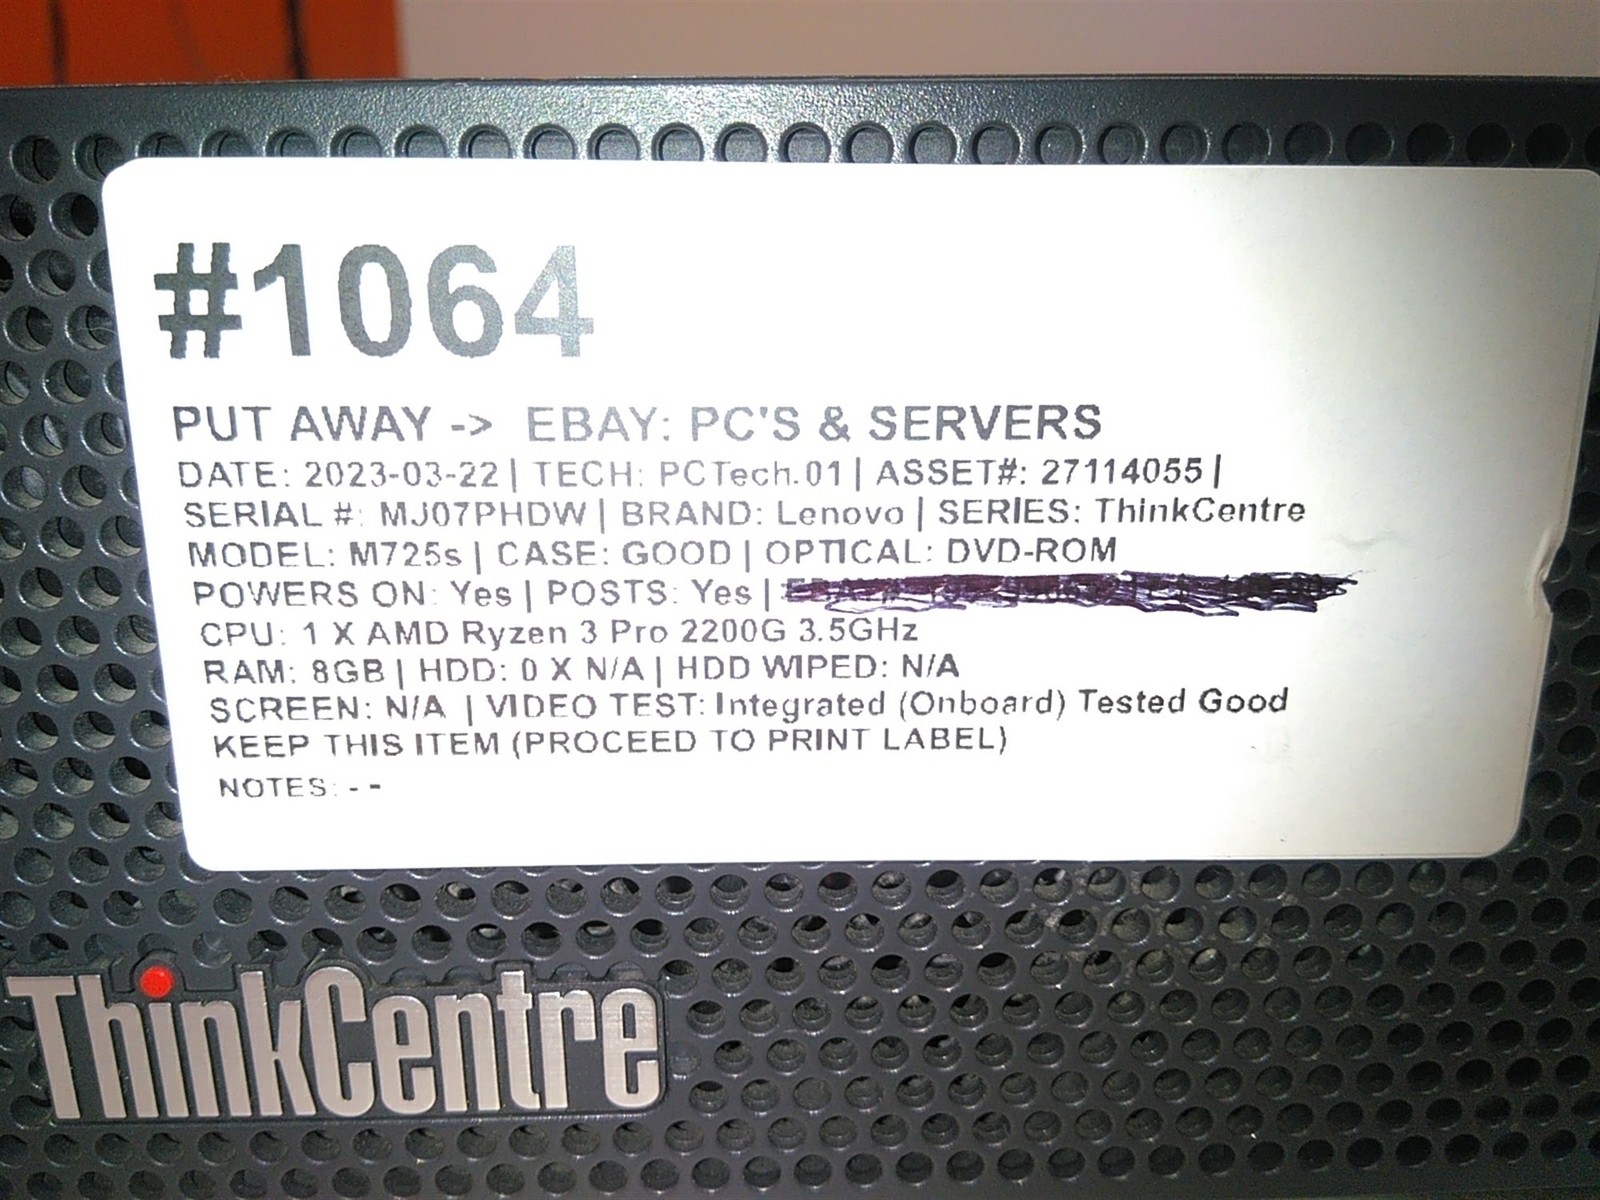 #1064
PUT AWAY -> EBAY: PC'S & SERVERS
DATE: 2023-03-22 | TECH: PCTech.01 | ASSET#: 27114055 |
SERIAL #: MJ07PHDW | BRAND: Lenovo | SERIES: ThinkCentre
MODEL: M725s | CASE: GOOD | OPTICAL: DVD-ROM
POWERS ON: Yes | POSTS: Yes |
CPU: 1 X AMD Ryzen 3 Pro 2200G 3.5GHz
RAM: 8GB | HDD: 0 X N/A | HDD WIPED: N/A
SCREEN: N/A | VIDEO TEST: Integrated (Onboard) Tested Good
KEEP THIS ITEM (PROCEED TO PRINT LABEL)
NOTES: - -
ThinkCentre